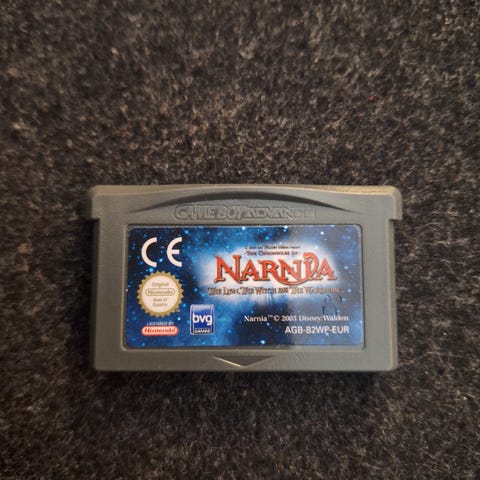 GAME BOY ADVANCE
CE
THE CHRONICLES OF
NARNIA
THE LION, THE WITCH AND THE WARDROBE
Original
Nintendo
Seal of
Quality
LICENSED BY
Nintendo
bvg
GAMES
Narnia™ © 2005 Disney Walden
AGB-B2WP-EUR